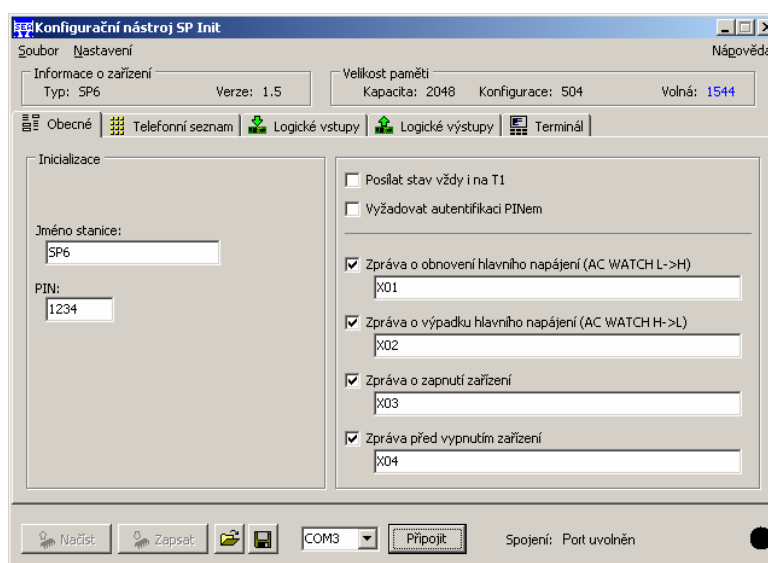 Konfigurační nástroj SP Init
Soubor Nastavení Nápověda
Informace o zařízení Velikost paměti
Typ: SP6 Verze: 1.5 Kapacita: 2048 Konfigurace: 504 Volná: 1544
Obecné Telefonní seznam Logické vstupy Logické výstupy Terminál
Inicializace
Posílat stav vždy i na T1
Vyžadovat autentifikaci PINem
Jméno stanice:
SP6
Zpráva o obnovení hlavního napájení (AC WATCH L->H)
X01
PIN:
1234
Zpráva o výpadku hlavního napájení (AC WATCH H->L)
X02
Zpráva o zapnutí zařízení
X03
Zpráva před vypnutím zařízení
X04
Načíst Zapsat COM3 Připojit Spojení: Port uvolněn